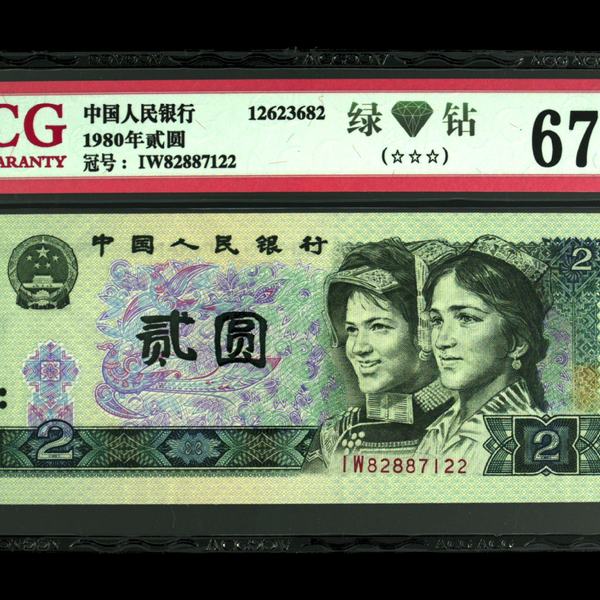 CG
ARANTY
中国人民银行 12623682
1980年贰圆
冠号：IW82887122
绿 钻
(☆☆☆)
67
中国人民银行
贰圆
2
2
2
IW82887122